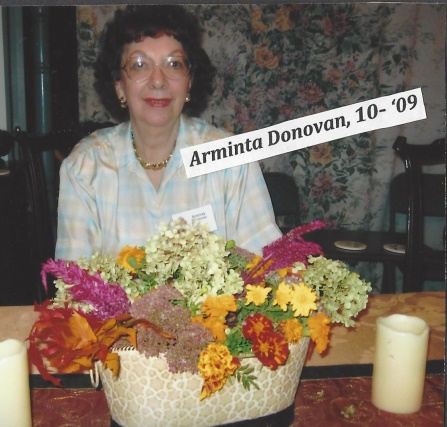 Arminta Donovan, 10- ‘09